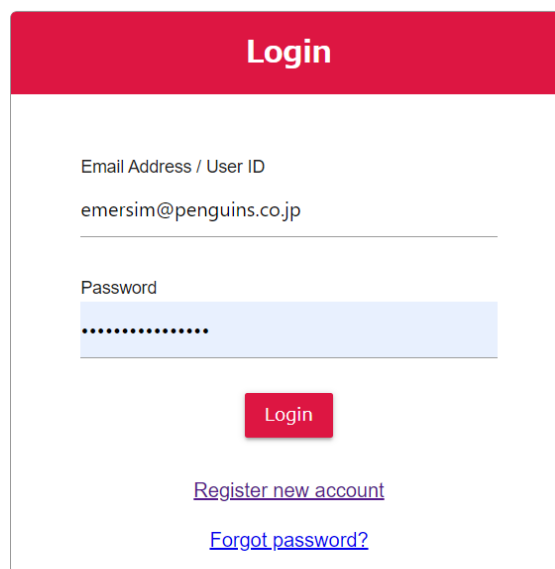 Login
Email Address / User ID
emersim@penguins.co.jp
Password
••••••••••••••••
Login
Register new account
Forgot password?